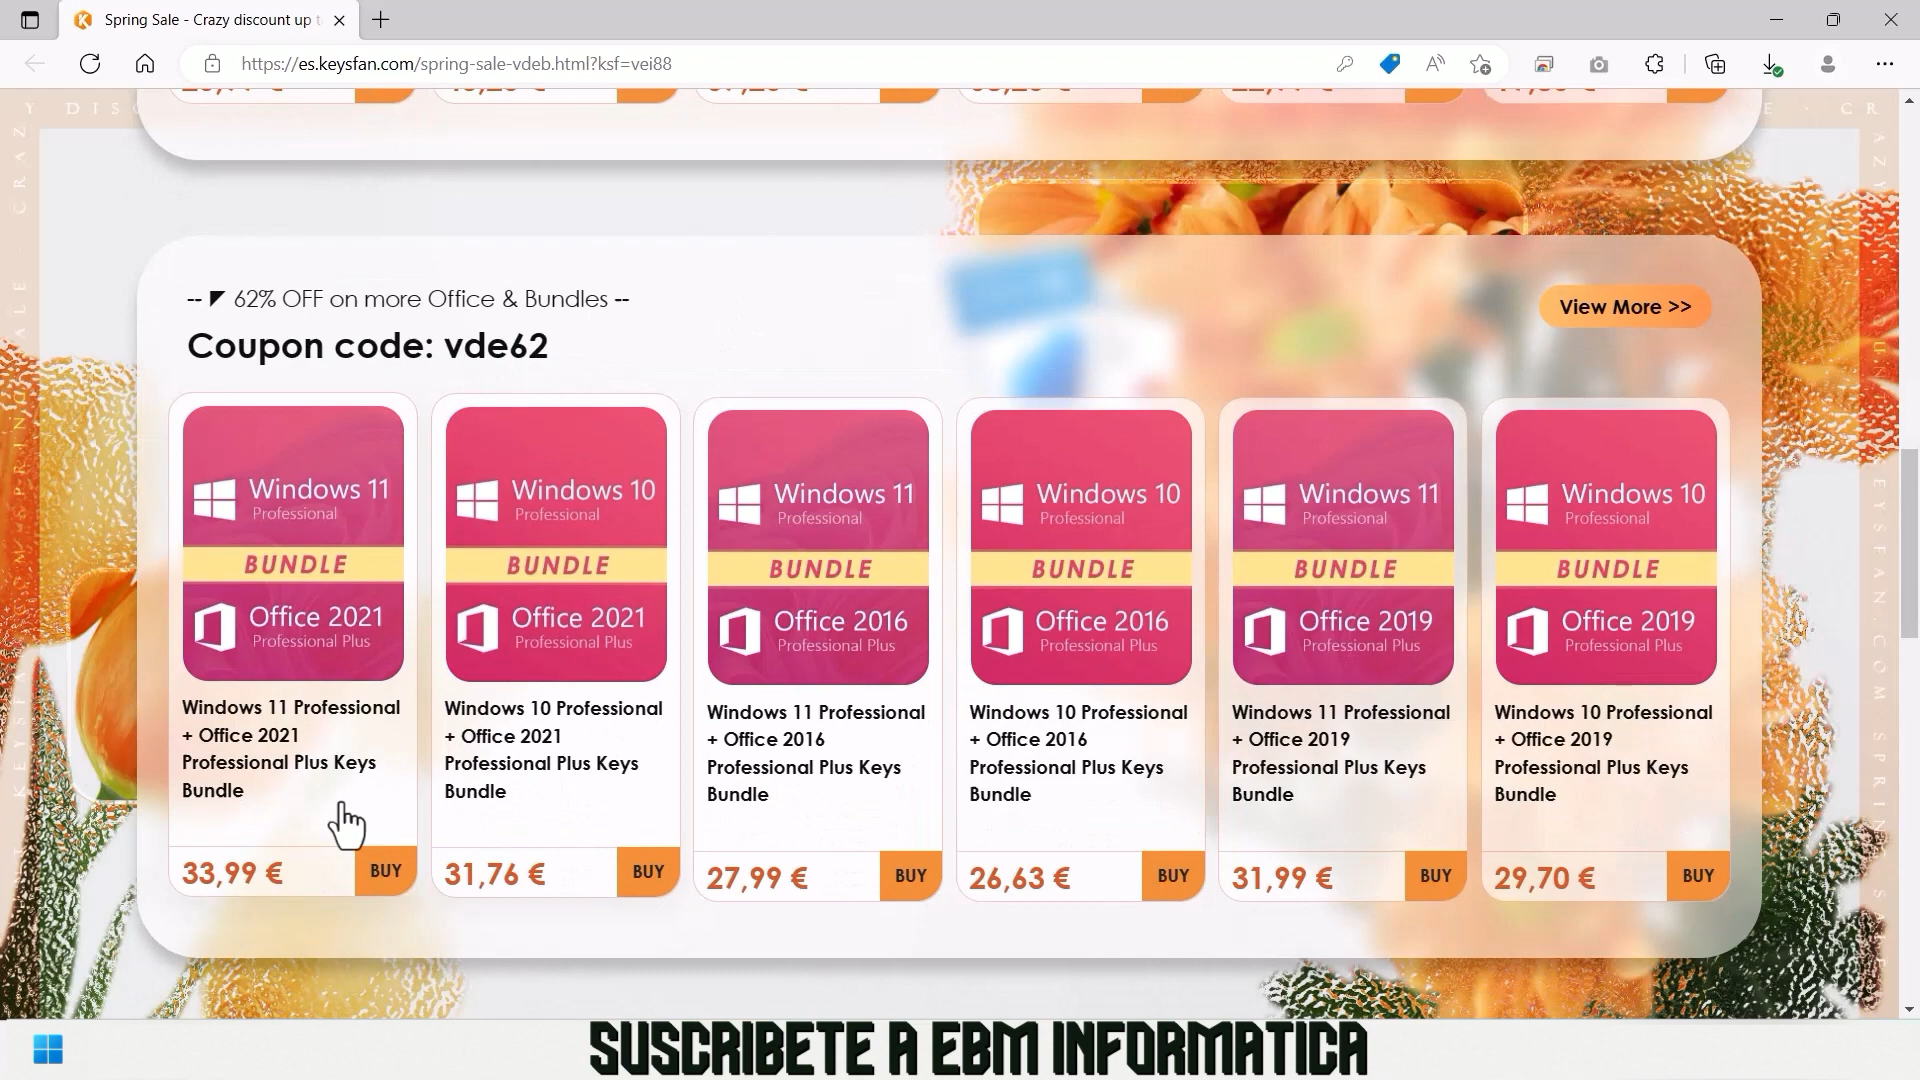 Spring Sale - Crazy discount up t
https://es.keysfan.com/spring-sale-vdeb.html?ksf=vei88
-- ◤ 62% OFF on more Office & Bundles --
View More >>
Coupon code: vde62
Windows 11
Professional
BUNDLE
Office 2021
Professional Plus
Windows 11 Professional
+ Office 2021
Professional Plus Keys
Bundle
33,99 €
BUY
Windows 10
Professional
BUNDLE
Office 2021
Professional Plus
Windows 10 Professional
+ Office 2021
Professional Plus Keys
Bundle
31,76 €
BUY
Windows 11
Professional
BUNDLE
Office 2016
Professional Plus
Windows 11 Professional
+ Office 2016
Professional Plus Keys
Bundle
27,99 €
BUY
Windows 10
Professional
BUNDLE
Office 2016
Professional Plus
Windows 10 Professional
+ Office 2016
Professional Plus Keys
Bundle
26,63 €
BUY
Windows 11
Professional
BUNDLE
Office 2019
Professional Plus
Windows 11 Professional
+ Office 2019
Professional Plus Keys
Bundle
31,99 €
BUY
Windows 10
Professional
BUNDLE
Office 2019
Professional Plus
Windows 10 Professional
+ Office 2019
Professional Plus Keys
Bundle
29,70 €
BUY
SUSCRIBETE A EBM INFORMATICA